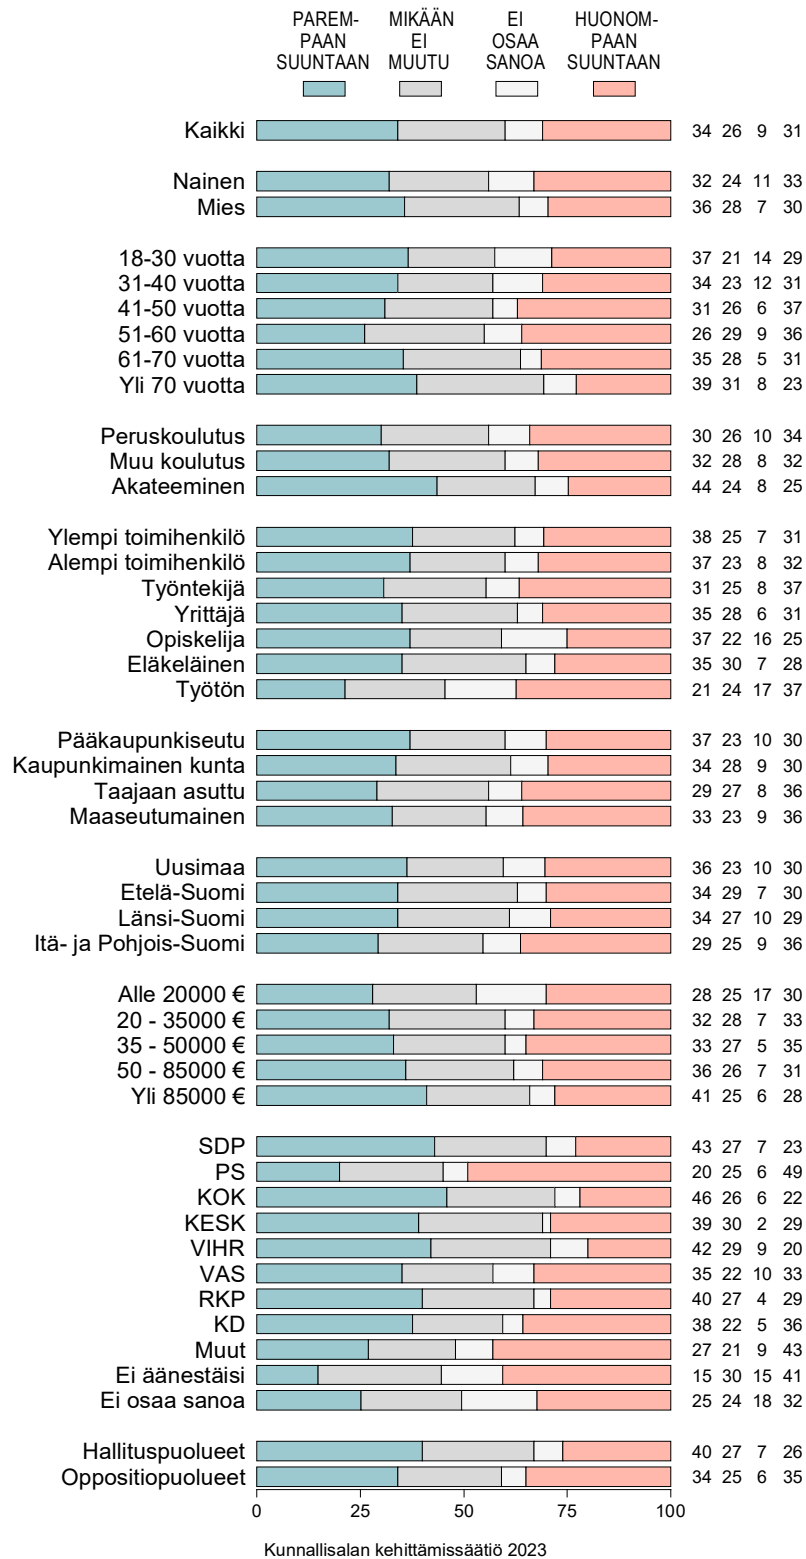 PAREM-
PAAN
SUUNTAAN
MIKÄÄN
EI
MUUTU
EI
OSAA
SANOA
HUONOM-
PAAN
SUUNTAAN
Kaikki 34 26 9 31
Nainen 32 24 11 33
Mies 36 28 7 30
18-30 vuotta 37 21 14 29
31-40 vuotta 34 23 12 31
41-50 vuotta 31 26 6 37
51-60 vuotta 26 29 9 36
61-70 vuotta 35 28 5 31
Yli 70 vuotta 39 31 8 23
Peruskoulutus 30 26 10 34
Muu koulutus 32 28 8 32
Akateeminen 44 24 8 25
Ylempi toimihenkilö 38 25 7 31
Alempi toimihenkilö 37 23 8 32
Työntekijä 31 25 8 37
Yrittäjä 35 28 6 31
Opiskelija 37 22 16 25
Eläkeläinen 35 30 7 28
Työtön 21 24 17 37
Pääkaupunkiseutu 37 23 10 30
Kaupunkimainen kunta 34 28 9 30
Taajaan asuttu 29 27 8 36
Maaseutumainen 33 23 9 36
Uusimaa 36 23 10 30
Etelä-Suomi 34 29 7 30
Länsi-Suomi 34 27 10 29
Itä- ja Pohjois-Suomi 29 25 9 36
Alle 20000 € 28 25 17 30
20 - 35000 € 32 28 7 33
35 - 50000 € 33 27 5 35
50 - 85000 € 36 26 7 31
Yli 85000 € 41 25 6 28
SDP 43 27 7 23
PS 20 25 6 49
KOK 46 26 6 22
KESK 39 30 2 29
VIHR 42 29 9 20
VAS 35 22 10 33
RKP 40 27 4 29
KD 38 22 5 36
Muut 27 21 9 43
Ei äänestäisi 15 30 15 41
Ei osaa sanoa 25 24 18 32
Hallituspuolueet 40 27 7 26
Oppositiopuolueet 34 25 6 35
0 25 50 75 100
Kunnallisalan kehittämissäätiö 2023